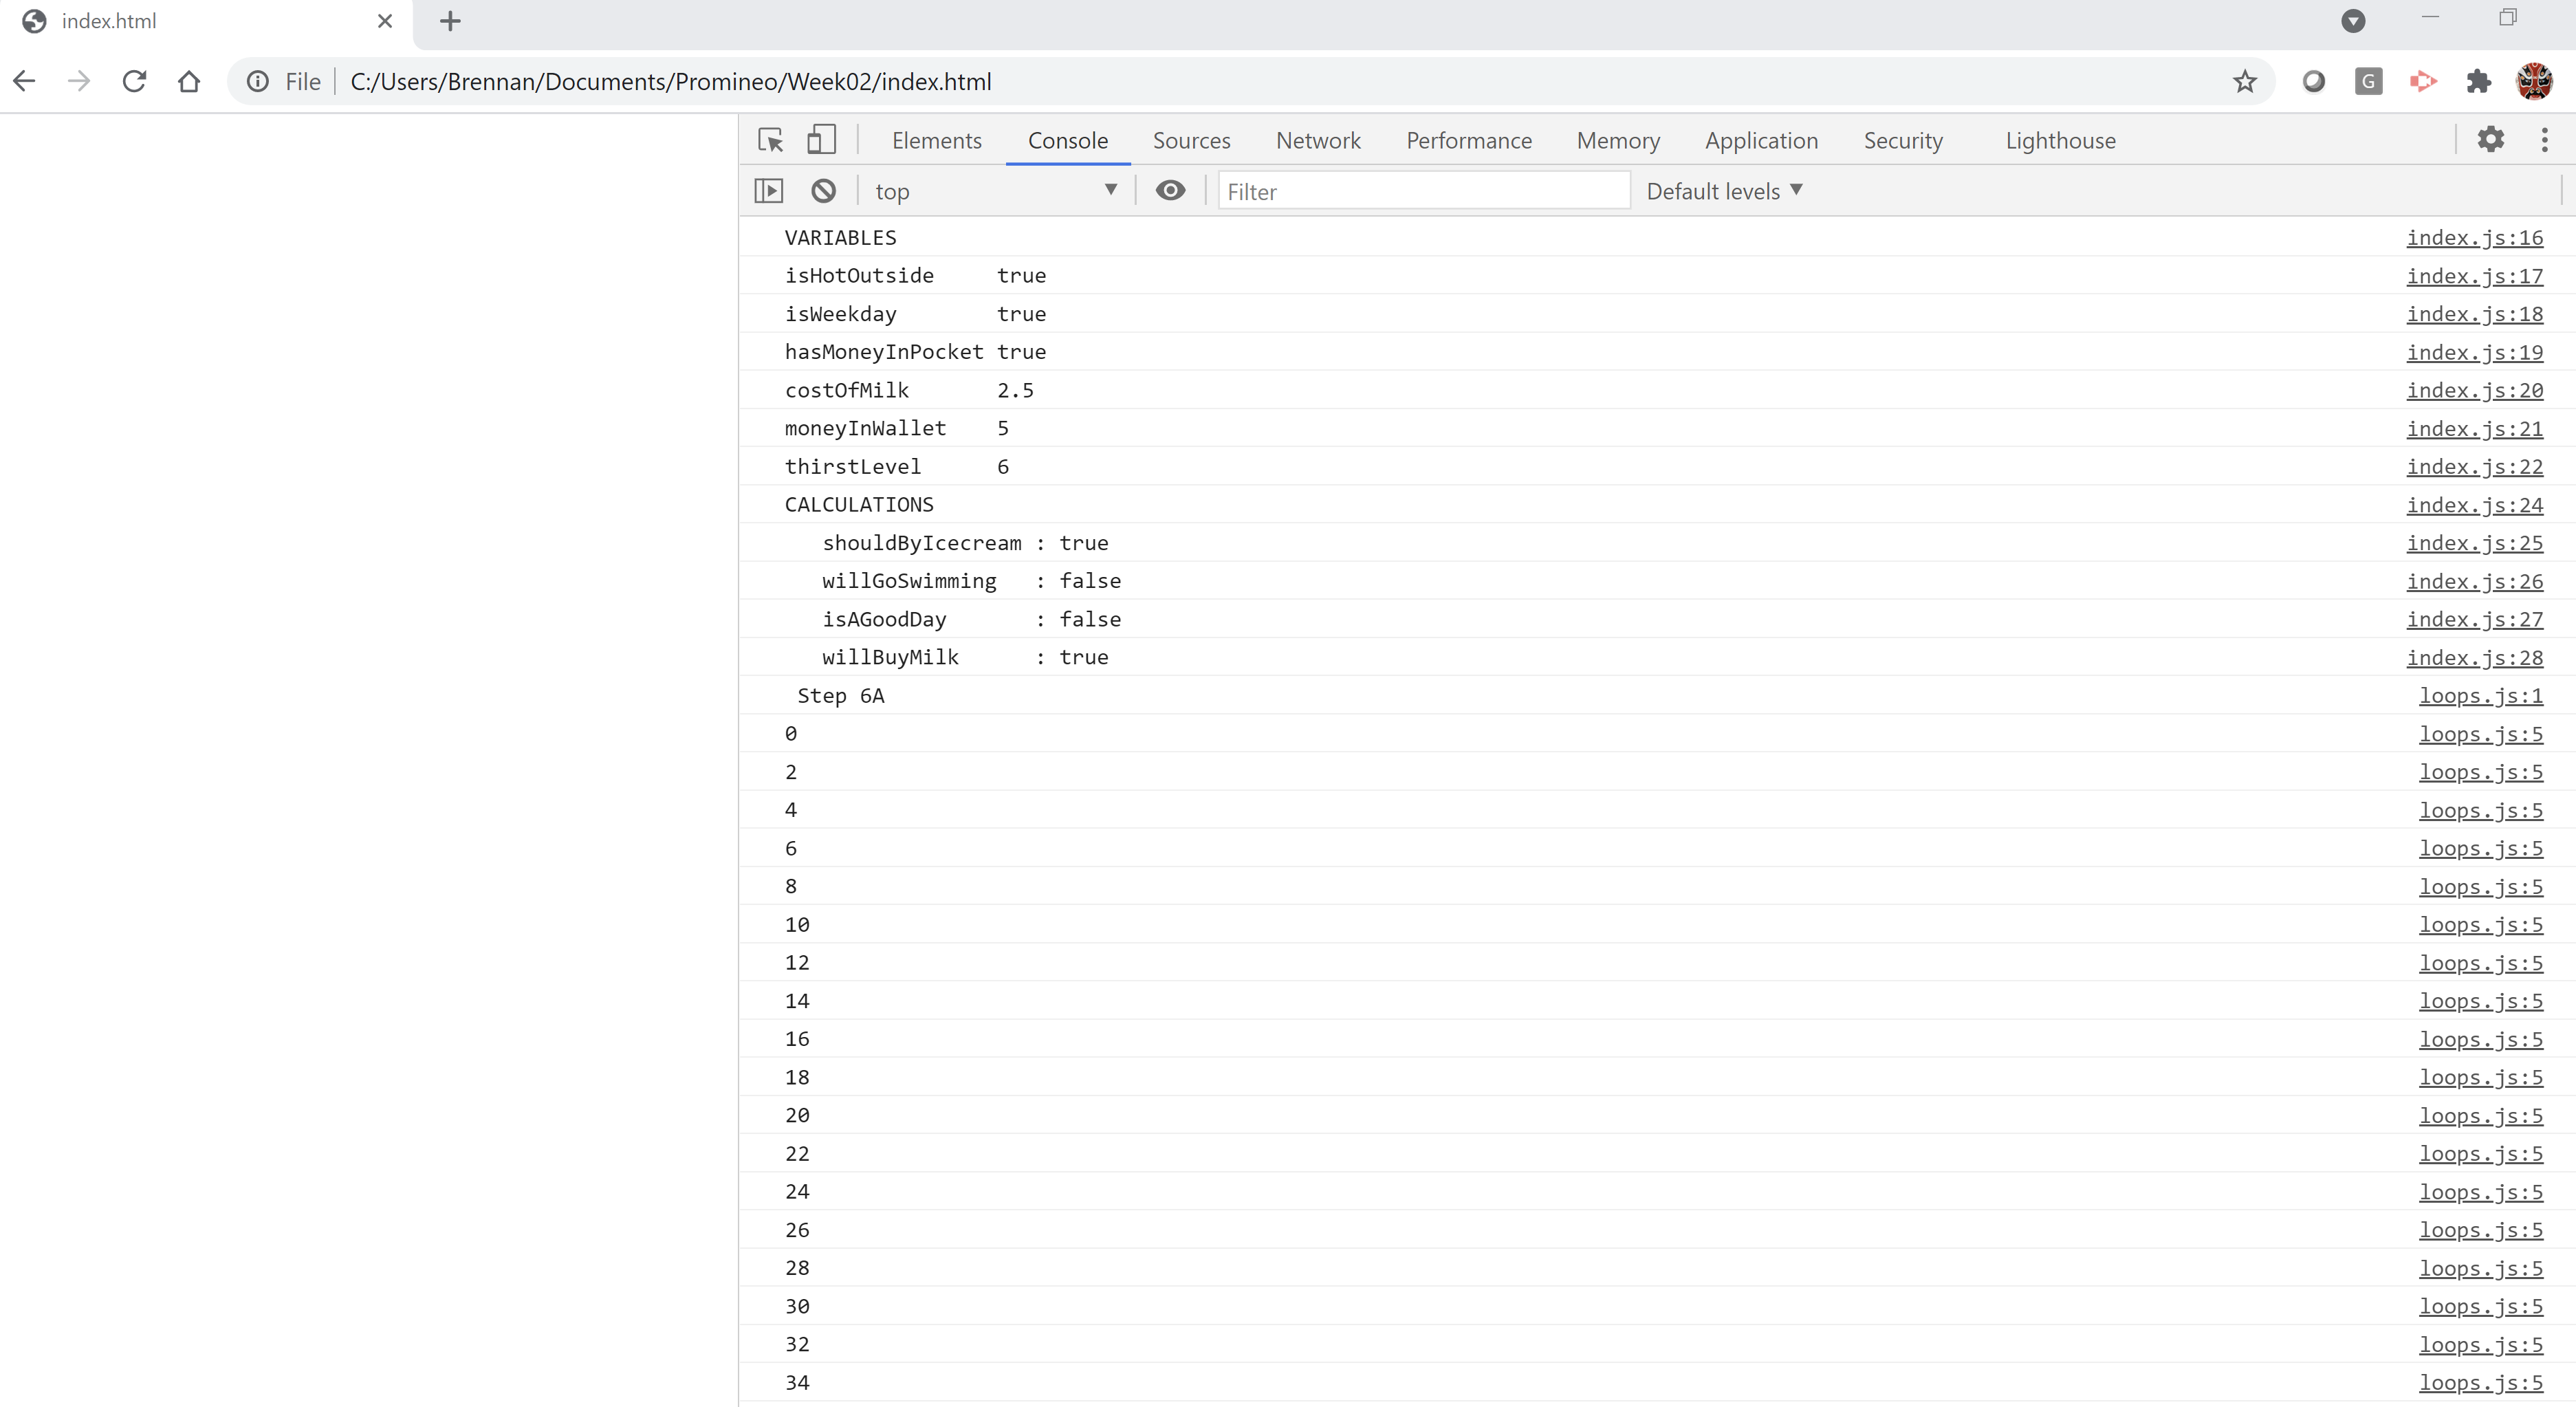 index.html
File C:/Users/Brennan/Documents/Promineo/Week02/index.html
G
Elements Console Sources Network Performance Memory Application Security Lighthouse
top Filter Default levels
VARIABLES index.js:16
isHotOutside     true index.js:17
isWeekday        true index.js:18
hasMoneyInPocket true index.js:19
costOfMilk       2.5 index.js:20
moneyInWallet    5 index.js:21
thirstLevel      6 index.js:22
CALCULATIONS index.js:24
   shouldByIcecream : true index.js:25
   willGoSwimming   : false index.js:26
   isAGoodDay       : false index.js:27
   willBuyMilk      : true index.js:28
 Step 6A loops.js:1
0 loops.js:5
2 loops.js:5
4 loops.js:5
6 loops.js:5
8 loops.js:5
10 loops.js:5
12 loops.js:5
14 loops.js:5
16 loops.js:5
18 loops.js:5
20 loops.js:5
22 loops.js:5
24 loops.js:5
26 loops.js:5
28 loops.js:5
30 loops.js:5
32 loops.js:5
34 loops.js:5